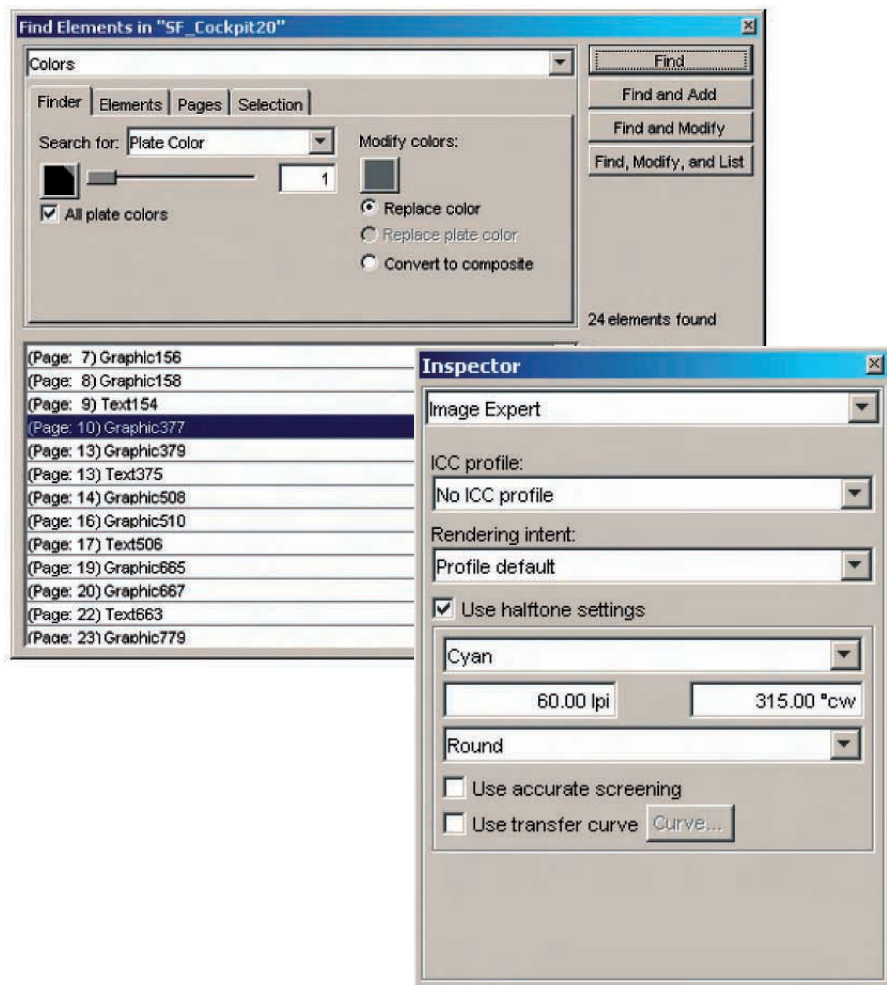 Find Elements in "SF_Cockpit20"
Colors
Finder Elements Pages Selection
Search for: Plate Color
1
All plate colors
Modify colors:
Replace color
Replace plate color
Convert to composite
Find
Find and Add
Find and Modify
Find, Modify, and List
24 elements found
(Page: 7) Graphic156
(Page: 8) Graphic158
(Page: 9) Text154
(Page: 10) Graphic377
(Page: 13) Graphic379
(Page: 13) Text375
(Page: 14) Graphic508
(Page: 16) Graphic510
(Page: 17) Text506
(Page: 19) Graphic665
(Page: 20) Graphic667
(Page: 22) Text663
(Page: 23) Graphic779
Inspector
Image Expert
ICC profile:
No ICC profile
Rendering intent:
Profile default
Use halftone settings
Cyan
60.00 lpi 315.00 °cw
Round
Use accurate screening
Use transfer curve Curve...